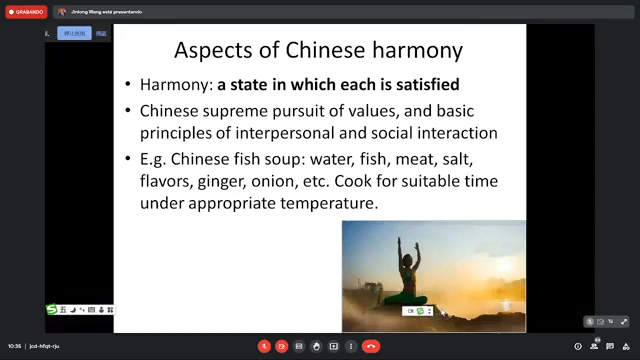 GRABANDO
Jinlong Wang está presentando
Aspects of Chinese harmony
• Harmony: a state in which each is satisfied
• Chinese supreme pursuit of values, and basic
principles of interpersonal and social interaction
• E.g. Chinese fish soup: water, fish, meat, salt,
flavors, ginger, onion, etc. Cook for suitable time
under appropriate temperature.
五
10:36
jcd-hfqt-rju